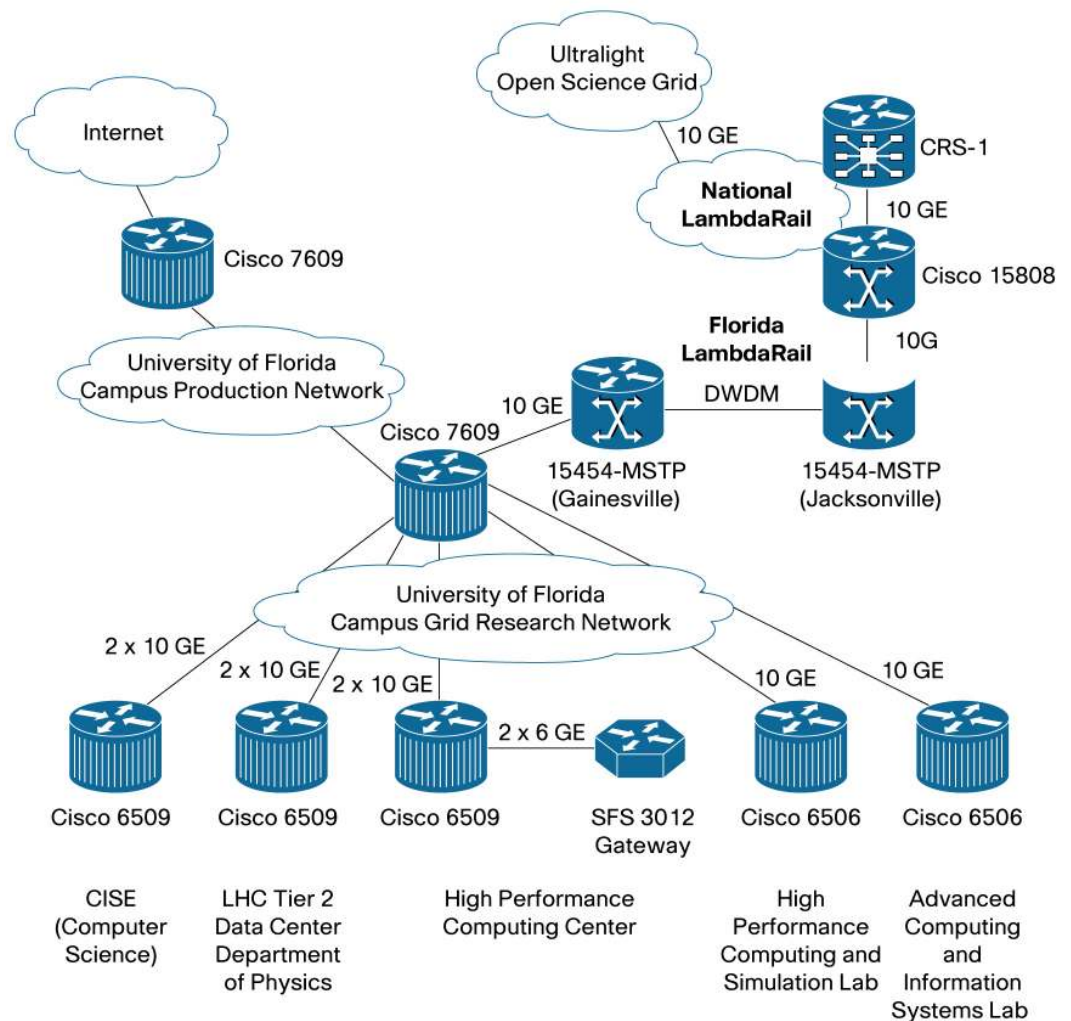 Ultralight
Open Science Grid
Internet
10 GE
CRS-1
National
LambdaRail
10 GE
Cisco 7609
Cisco 15808
Florida
LambdaRail
10G
University of Florida
Campus Production Network
DWDM
10 GE
Cisco 7609
15454-MSTP
(Gainesville)
15454-MSTP
(Jacksonville)
University of Florida
Campus Grid Research Network
2 x 10 GE
2 x 10 GE
2 x 10 GE
10 GE
10 GE
2 x 6 GE
Cisco 6509
Cisco 6509
Cisco 6509
SFS 3012
Gateway
Cisco 6506
Cisco 6506
CISE
(Computer
Science)
LHC Tier 2
Data Center
Department
of Physics
High Performance
Computing Center
High
Performance
Computing and
Simulation Lab
Advanced
Computing
and
Information
Systems Lab